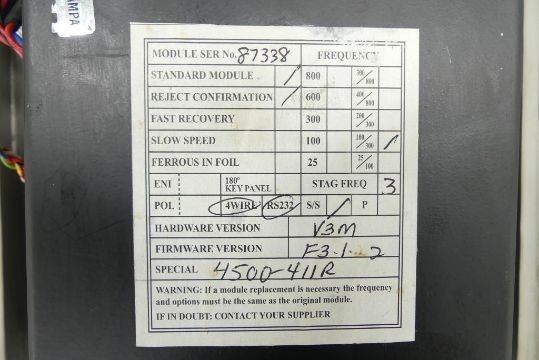 MPA
MODULE SER No. 87338 FREQUENCY
STANDARD MODULE / 800 300/800
REJECT CONFIRMATION / 600 400/800
FAST RECOVERY 300 200/300
SLOW SPEED 100 100/300 /
FERROUS IN FOIL 25 25/100
ENI 180° KEY PANEL STAG FREQ 3
POL 4WIRE RS232 S/S / P
HARDWARE VERSION V3M
FIRMWARE VERSION F3.1.2
SPECIAL 4500-411R
WARNING: If a module replacement is necessary the frequency
and options must be the same as the original module.
IF IN DOUBT: CONTACT YOUR SUPPLIER